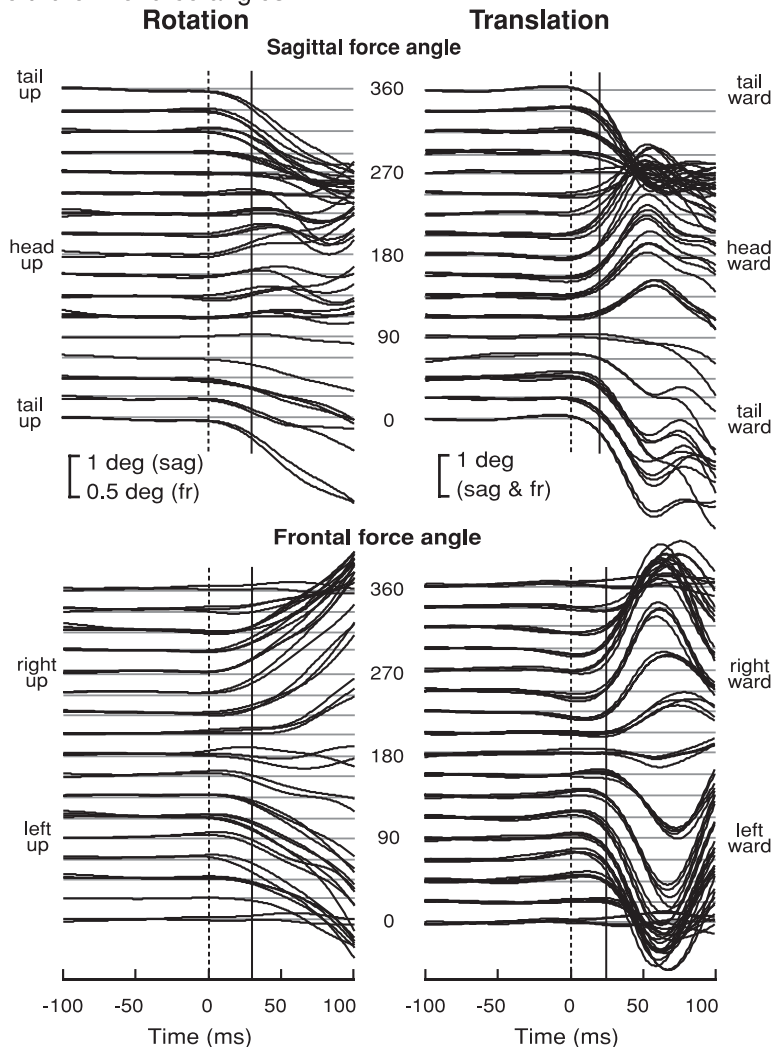 Rotation
Translation
Sagittal force angle
tail
up
360
tail
ward
270
head
up
180
head
ward
90
tail
up
0
tail
ward
1 deg (sag)
0.5 deg (fr)
1 deg
(sag & fr)
Frontal force angle
360
right
up
270
right
ward
180
left
up
90
left
ward
0
-100 -50 0 50 100
-100 -50 0 50 100
Time (ms)
Time (ms)